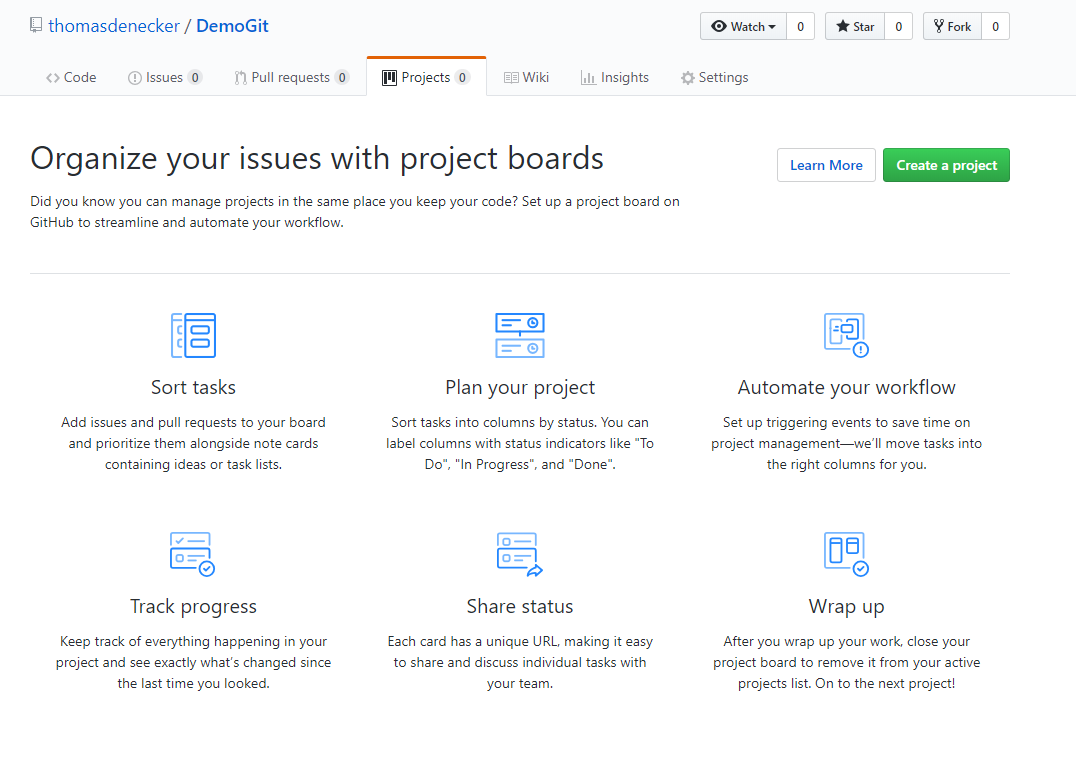 thomasdenecker / DemoGit
Watch 0 Star 0 Fork 0
Code Issues 0 Pull requests 0 Projects 0 Wiki Insights Settings
Organize your issues with project boards
Learn More Create a project
Did you know you can manage projects in the same place you keep your code? Set up a project board on
GitHub to streamline and automate your workflow.
Sort tasks
Add issues and pull requests to your board
and prioritize them alongside note cards
containing ideas or task lists.
Plan your project
Sort tasks into columns by status. You can
label columns with status indicators like "To
Do", "In Progress", and "Done".
Automate your workflow
Set up triggering events to save time on
project management—we’ll move tasks into
the right columns for you.
Track progress
Keep track of everything happening in your
project and see exactly what’s changed since
the last time you looked.
Share status
Each card has a unique URL, making it easy
to share and discuss individual tasks with
your team.
Wrap up
After you wrap up your work, close your
project board to remove it from your active
projects list. On to the next project!